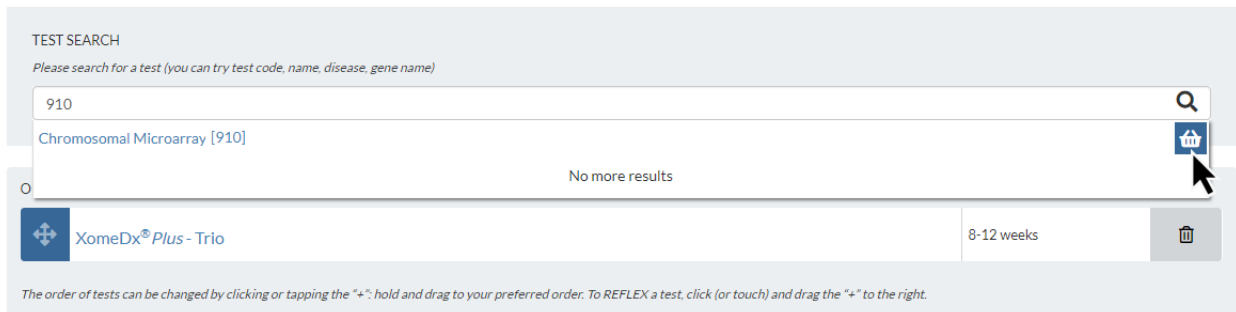 TEST SEARCH
Please search for a test (you can try test code, name, disease, gene name)
910
Chromosomal Microarray [910]
No more results
O
XomeDx® Plus - Trio
8-12 weeks
The order of tests can be changed by clicking or tapping the "+": hold and drag to your preferred order. To REFLEX a test, click (or touch) and drag the "+" to the right.